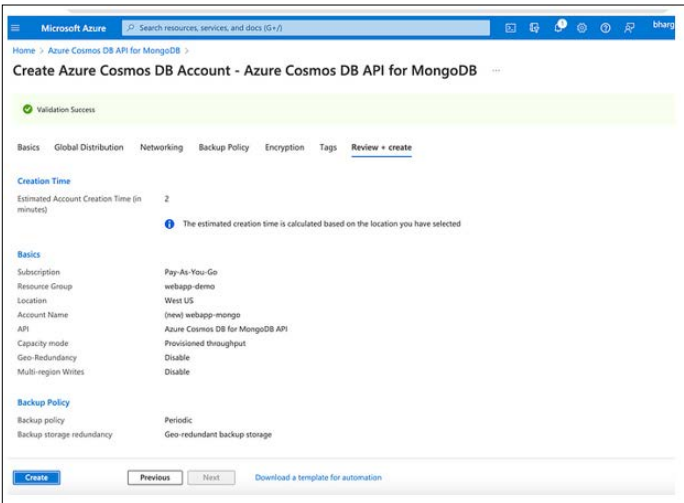 Microsoft Azure
Search resources, services, and docs (G+/)
1
bharg
Home > Azure Cosmos DB API for MongoDB >
Create Azure Cosmos DB Account - Azure Cosmos DB API for MongoDB ...
Validation Success
Basics Global Distribution Networking Backup Policy Encryption Tags Review + create
Creation Time
Estimated Account Creation Time (in 2
minutes)
The estimated creation time is calculated based on the location you have selected
Basics
Subscription Pay-As-You-Go
Resource Group webapp-demo
Location West US
Account Name (new) webapp-mongo
API Azure Cosmos DB for MongoDB API
Capacity mode Provisioned throughput
Geo-Redundancy Disable
Multi-region Writes Disable
Backup Policy
Backup policy Periodic
Backup storage redundancy Geo-redundant backup storage
Create Previous Next Download a template for automation